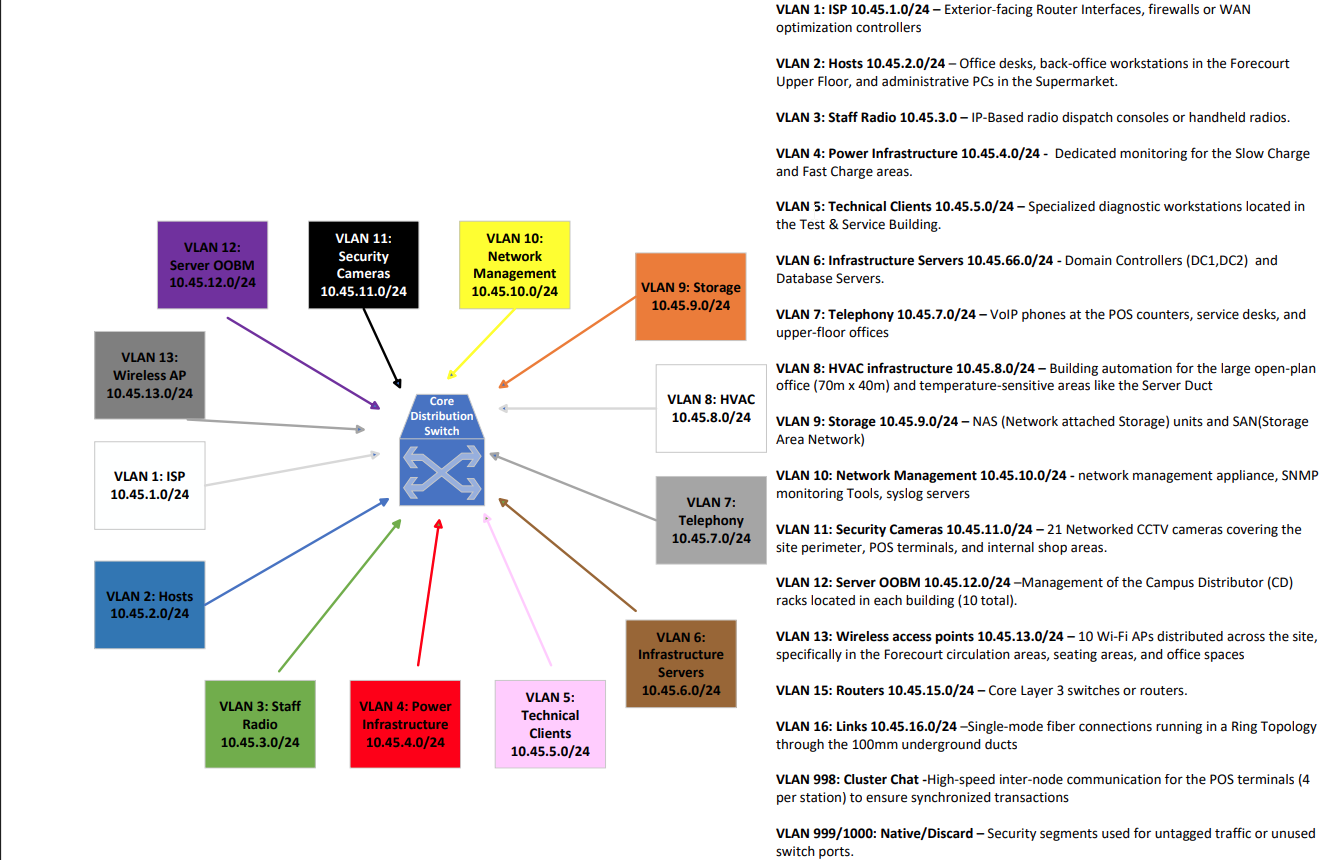 VLAN 12:
Server OOBM
10.45.12.0/24
VLAN 11:
Security
Cameras
10.45.11.0/24
VLAN 10:
Network
Management
10.45.10.0/24
VLAN 9: Storage
10.45.9.0/24
VLAN 13:
Wireless AP
10.45.13.0/24
Core
Distribution
Switch
VLAN 8: HVAC
10.45.8.0/24
VLAN 1: ISP
10.45.1.0/24
VLAN 7:
Telephony
10.45.7.0/24
VLAN 2: Hosts
10.45.2.0/24
VLAN 6:
Infrastructure
Servers
10.45.6.0/24
VLAN 3: Staff
Radio
10.45.3.0/24
VLAN 4: Power
Infrastructure
10.45.4.0/24
VLAN 5:
Technical
Clients
10.45.5.0/24
VLAN 1: ISP 10.45.1.0/24 – Exterior-facing Router Interfaces, firewalls or WAN
optimization controllers
VLAN 2: Hosts 10.45.2.0/24 – Office desks, back-office workstations in the Forecourt
Upper Floor, and administrative PCs in the Supermarket.
VLAN 3: Staff Radio 10.45.3.0 – IP-Based radio dispatch consoles or handheld radios.
VLAN 4: Power Infrastructure 10.45.4.0/24 - Dedicated monitoring for the Slow Charge
and Fast Charge areas.
VLAN 5: Technical Clients 10.45.5.0/24 – Specialized diagnostic workstations located in
the Test & Service Building.
VLAN 6: Infrastructure Servers 10.45.66.0/24 - Domain Controllers (DC1,DC2) and
Database Servers.
VLAN 7: Telephony 10.45.7.0/24 – VoIP phones at the POS counters, service desks, and
upper-floor offices
VLAN 8: HVAC infrastructure 10.45.8.0/24 – Building automation for the large open-plan
office (70m x 40m) and temperature-sensitive areas like the Server Duct
VLAN 9: Storage 10.45.9.0/24 – NAS (Network attached Storage) units and SAN(Storage
Area Network)
VLAN 10: Network Management 10.45.10.0/24 - network management appliance, SNMP
monitoring Tools, syslog servers
VLAN 11: Security Cameras 10.45.11.0/24 – 21 Networked CCTV cameras covering the
site perimeter, POS terminals, and internal shop areas.
VLAN 12: Server OOBM 10.45.12.0/24 –Management of the Campus Distributor (CD)
racks located in each building (10 total).
VLAN 13: Wireless access points 10.45.13.0/24 – 10 Wi-Fi APs distributed across the site,
specifically in the Forecourt circulation areas, seating areas, and office spaces
VLAN 15: Routers 10.45.15.0/24 – Core Layer 3 switches or routers.
VLAN 16: Links 10.45.16.0/24 –Single-mode fiber connections running in a Ring Topology
through the 100mm underground ducts
VLAN 998: Cluster Chat -High-speed inter-node communication for the POS terminals (4
per station) to ensure synchronized transactions
VLAN 999/1000: Native/Discard – Security segments used for untagged traffic or unused
switch ports.